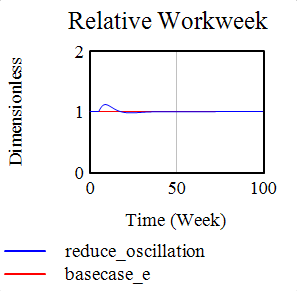 Relative Workweek
Dimensionless
2
1
0
0 50 100
Time (Week)
reduce_oscillation
basecase_e